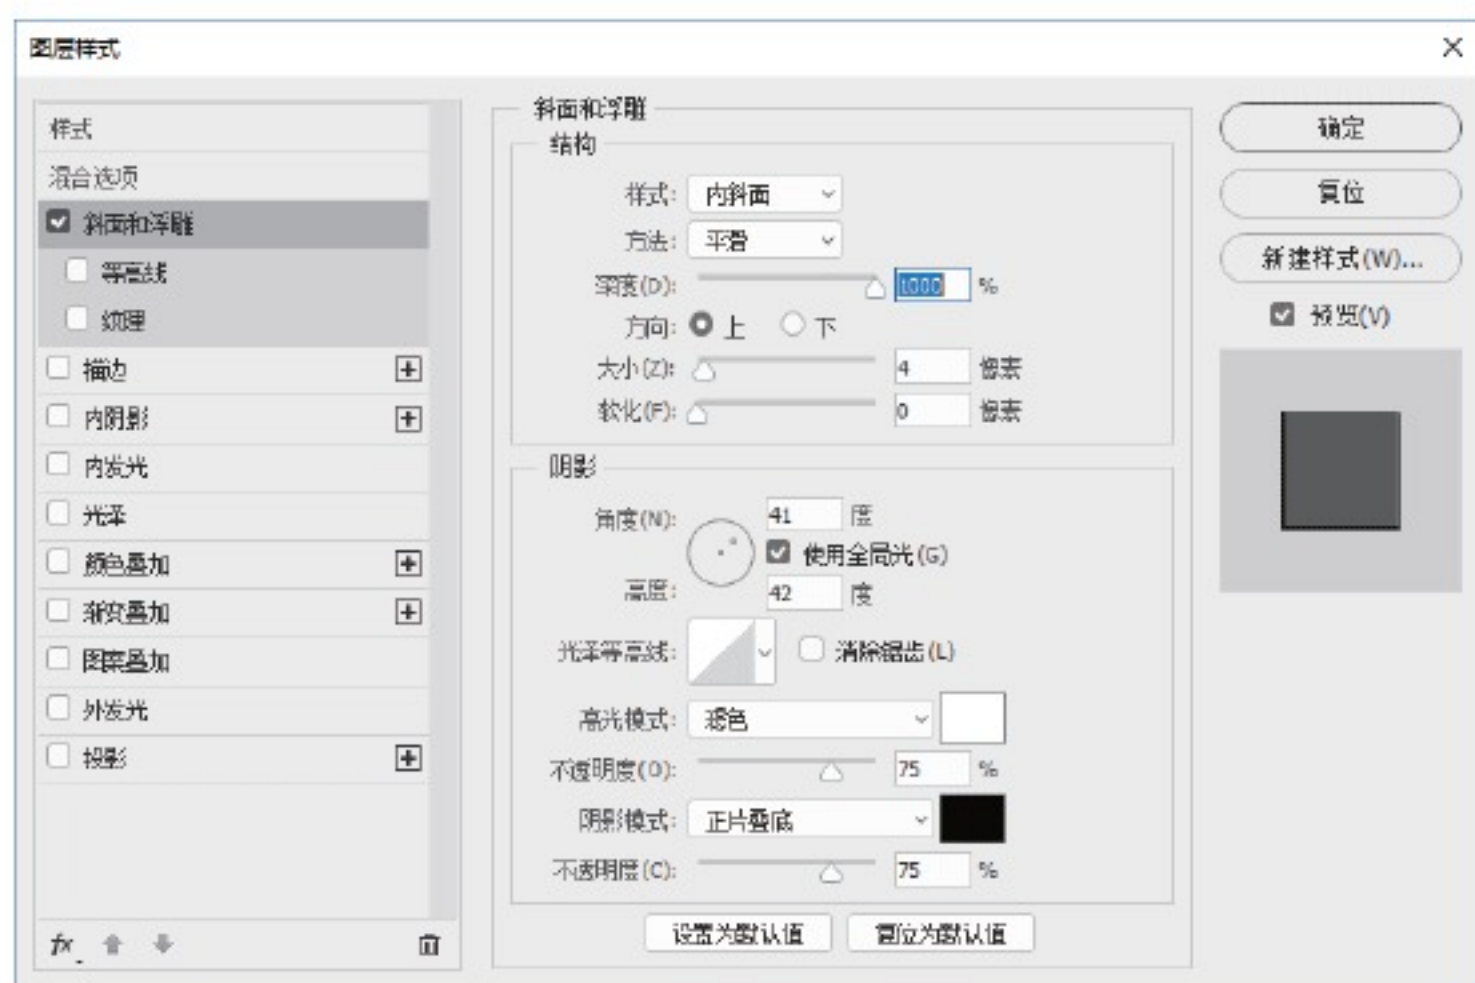 图层样式
样式
混合选项
斜面和浮雕
等高线
纹理
描边
内阴影
内发光
光泽
颜色叠加
渐变叠加
图案叠加
外发光
投影
fx
斜面和浮雕
结构
样式: 内斜面
方法: 平滑
深度(D): 1000 %
方向: 上 下
大小(Z): 4 像素
软化(F): 0 像素
阴影
角度(N): 41 度
使用全局光(G)
高度: 42 度
光泽等高线: 消除锯齿(L)
高光模式: 滤色
不透明度(O): 75 %
阴影模式: 正片叠底
不透明度(C): 75 %
设置为默认值 复位为默认值
确定
复位
新建样式(W)...
预览(V)